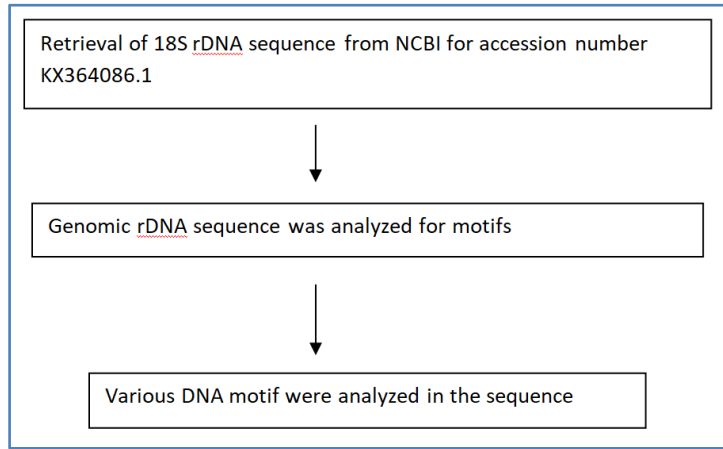 Retrieval of 18S rDNA sequence from NCBI for accession number
KX364086.1
Genomic rDNA sequence was analyzed for motifs
Various DNA motif were analyzed in the sequence